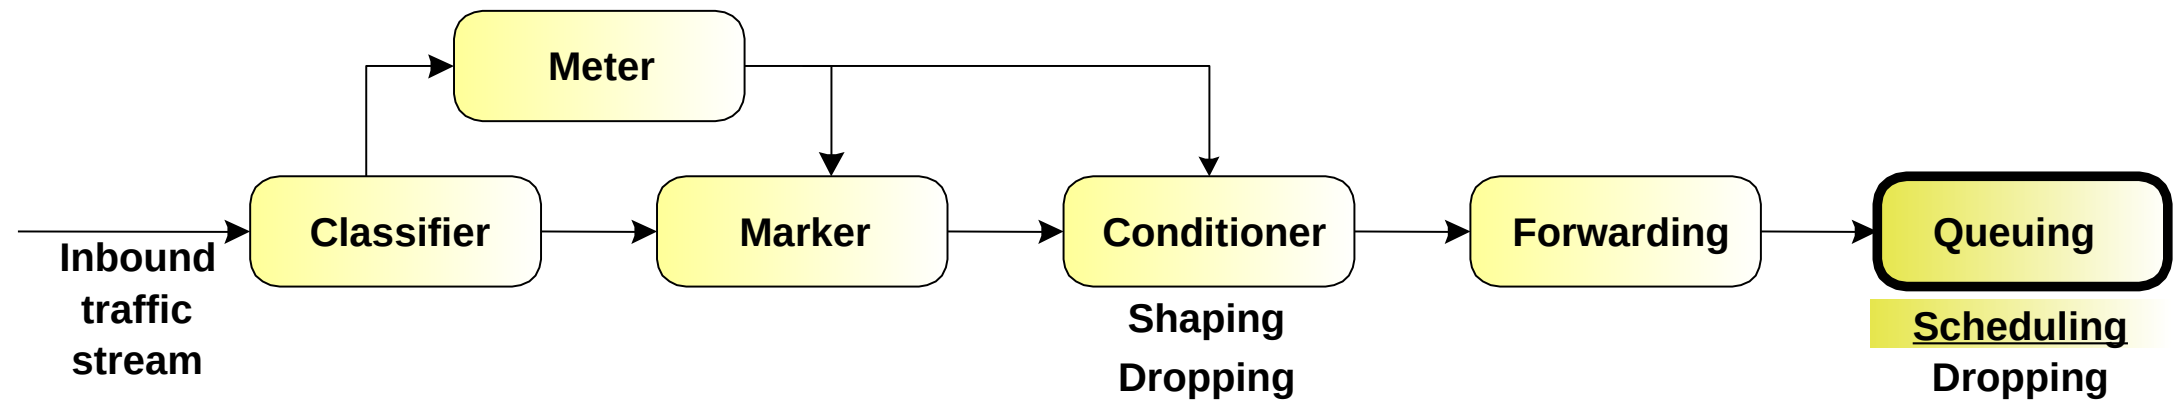 Meter
Classifier
Marker
Conditioner
Forwarding
Queuing
Inbound
traffic
stream
Shaping
Dropping
Scheduling
Dropping